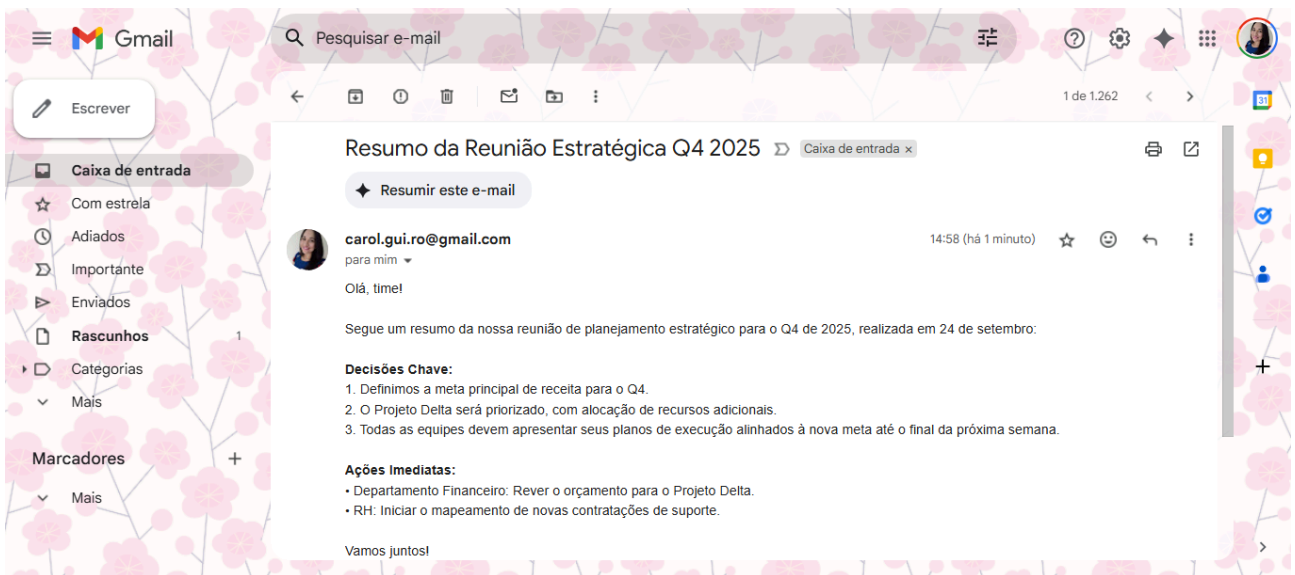 Gmail
Pesquisar e-mail
Escrever
1 de 1.262
31
Caixa de entrada
Com estrela
Adiados
Importante
Enviados
Rascunhos 1
Categorias
Mais
Marcadores
Mais
Resumo da Reunião Estratégica Q4 2025 Caixa de entrada ×
Resumir este e-mail
carol.gui.ro@gmail.com 14:58 (há 1 minuto)
para mim
Olá, time!
Segue um resumo da nossa reunião de planejamento estratégico para o Q4 de 2025, realizada em 24 de setembro:
Decisões Chave:
1. Definimos a meta principal de receita para o Q4.
2. O Projeto Delta será priorizado, com alocação de recursos adicionais.
3. Todas as equipes devem apresentar seus planos de execução alinhados à nova meta até o final da próxima semana.
Ações Imediatas:
• Departamento Financeiro: Rever o orçamento para o Projeto Delta.
• RH: Iniciar o mapeamento de novas contratações de suporte.
Vamos juntos!